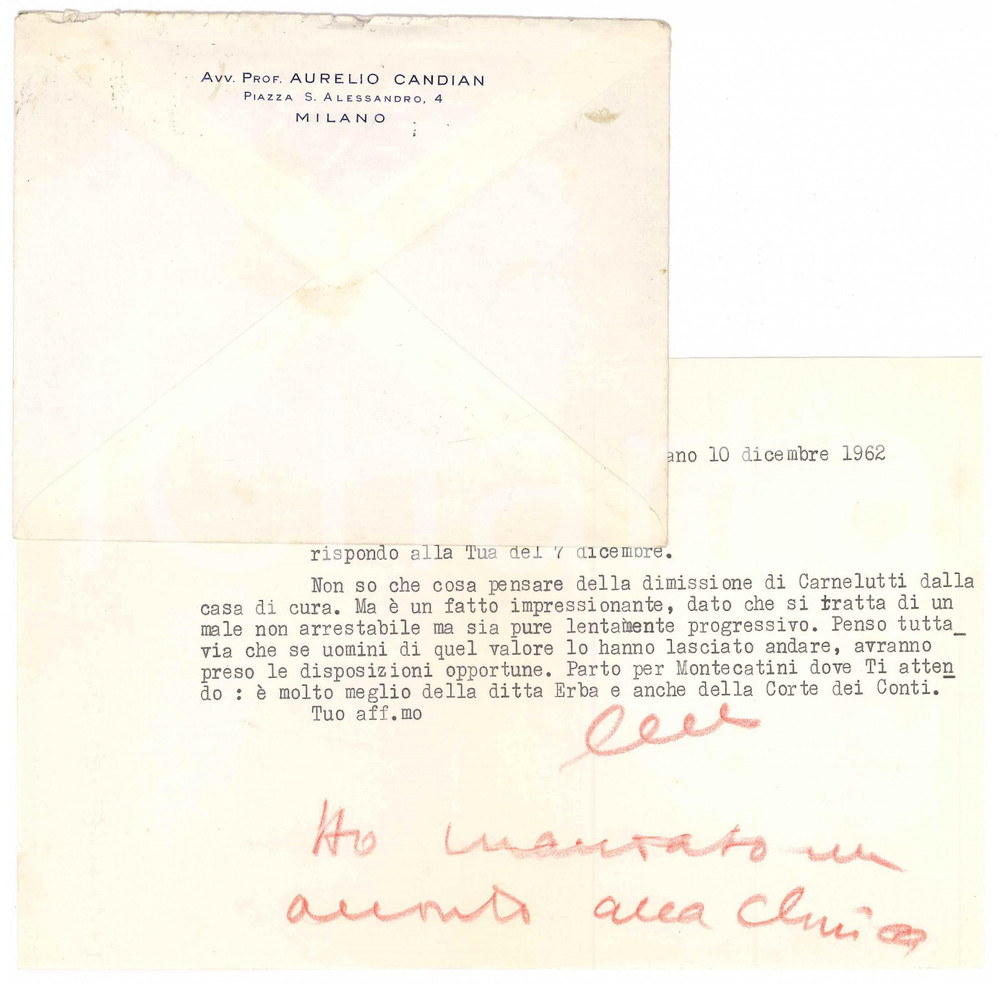 AVV. PROF. AURELIO CANDIAN
PIAZZA S. ALESSANDRO, 4
MILANO
ano 10 dicembre 1962
rispondo alla Tua del 7 dicembre.
Non so che cosa pensare della dimissione di Carnelutti dalla
casa di cura. Ma è un fatto impressionante, dato che si tratta di un
male non arrestabile ma sia pure lentamente progressivo. Penso tutta_
via che se uomini di quel valore lo hanno lasciato andare, avranno
preso le disposizioni opportune. Parto per Montecatini dove Ti atten
do : è molto meglio della ditta Erba e anche della Corte dei Conti.
Tuo aff.mo
Ho mandato un
acconto alla Clinica